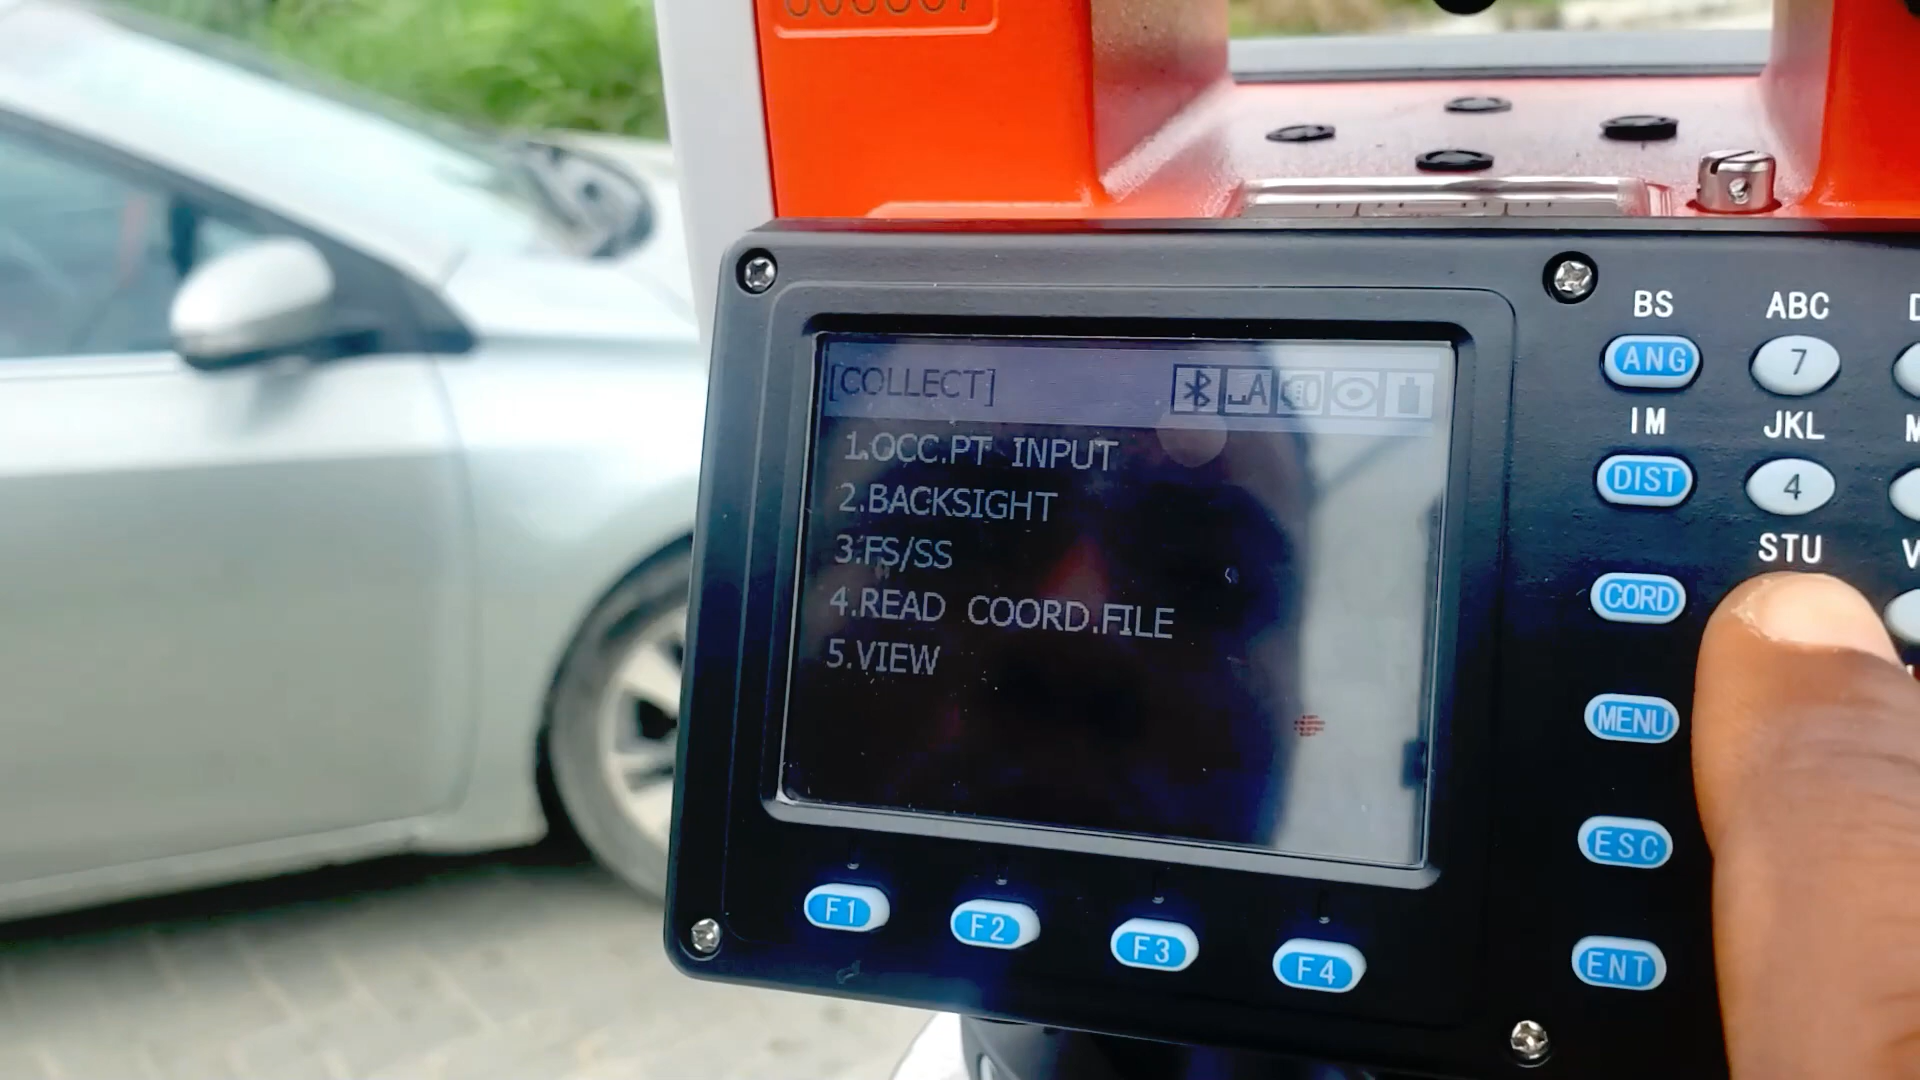 [COLLECT]
A
1.OCC.PT INPUT
2.BACKSIGHT
3.FS/SS
4.READ COORD.FILE
5.VIEW
F1 F2 F3 F4
BS ABC
ANG 7
IM JKL
DIST 4
STU
CORD
MENU
ESC
ENT